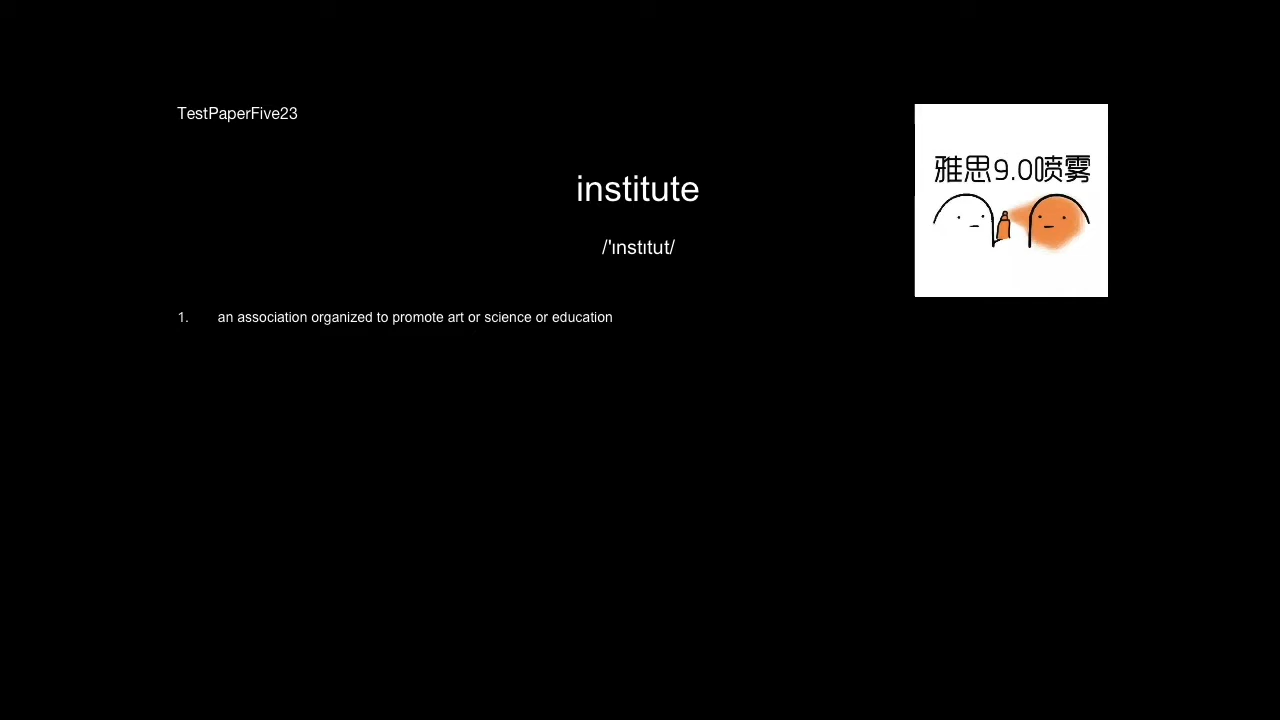 TestPaperFive23
雅思9.0喷雾
institute
/'ɪnstɪtut/
1. an association organized to promote art or science or education